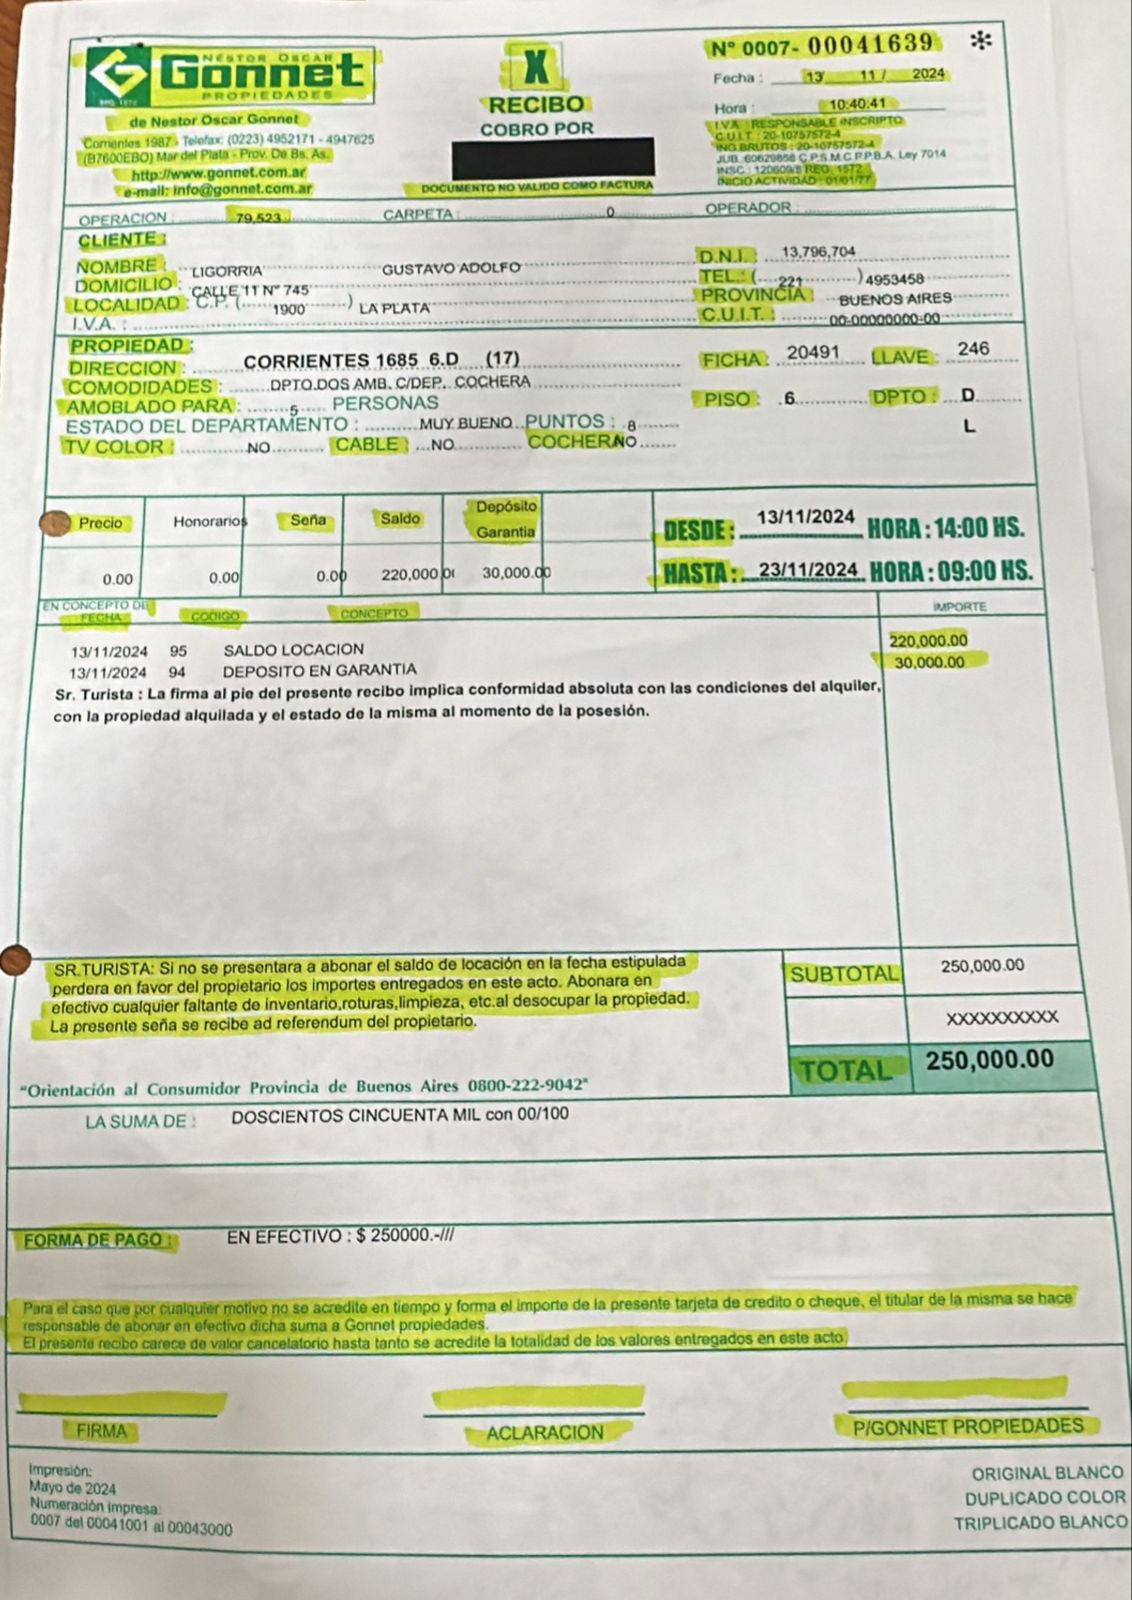 NÉSTOR OSCAR
Gonnet
PROPIEDADES
REG. 1572
de Nestor Oscar Gonnet
Corrientes 1987 - Telefax: (0223) 4952171 - 4947625
(B7600EBO) Mar del Plata - Prov. De Bs. As.
http://www.gonnet.com.ar
e-mail: info@gonnet.com.ar
X
RECIBO
COBRO POR
DOCUMENTO NO VALIDO COMO FACTURA
N° 0007- 00041639 *
Fecha : 13 11 / 2024
Hora : 10:40:41
I.V.A. : RESPONSABLE INSCRIPTO
C.U.I.T. : 20-10757572-4
ING BRUTOS : 20-10757572-4
JUB. :60629856 C.P.S.M.C.P.P.B.A. Ley 7014
INSC : 120609/8 REG. 1572
INICIO ACTIVIDAD : 01/01/77
OPERACION : 79,523 CARPETA : 0 OPERADOR :
CLIENTE :
NOMBRE : LIGORRIA GUSTAVO ADOLFO D.N.I. : 13,796,704
DOMICILIO : CALLE 11 N° 745 TEL.: ( 221 ) 4953458
LOCALIDAD : C.P. ( 1900 ) LA PLATA PROVINCIA : BUENOS AIRES
I.V.A. : C.U.I.T. : 00-00000000-00
PROPIEDAD :
DIRECCION : CORRIENTES 1685 6.D (17) FICHA : 20491 LLAVE : 246
COMODIDADES : DPTO.DOS AMB. C/DEP. COCHERA
AMOBLADO PARA : 5 PERSONAS PISO : 6 DPTO : D
ESTADO DEL DEPARTAMENTO : MUY BUENO PUNTOS : 8 L
TV COLOR : NO CABLE : NO COCHERA NO
Precio Honorarios Seña Saldo Depósito Garantia
0.00 0.00 0.00 220,000.00 30,000.00
DESDE : 13/11/2024 HORA : 14:00 HS.
HASTA : 23/11/2024 HORA : 09:00 HS.
EN CONCEPTO DE
FECHA CODIGO CONCEPTO IMPORTE
13/11/2024 95 SALDO LOCACION 220,000.00
13/11/2024 94 DEPOSITO EN GARANTIA 30,000.00
Sr. Turista : La firma al pie del presente recibo implica conformidad absoluta con las condiciones del alquiler,
con la propiedad alquilada y el estado de la misma al momento de la posesión.
SR.TURISTA: Si no se presentara a abonar el saldo de locación en la fecha estipulada
perdera en favor del propietario los importes entregados en este acto. Abonara en
efectivo cualquier faltante de inventario,roturas,limpieza, etc.al desocupar la propiedad.
La presente seña se recibe ad referendum del propietario.
SUBTOTAL 250,000.00
XXXXXXXXXX
TOTAL 250,000.00
"Orientación al Consumidor Provincia de Buenos Aires 0800-222-9042"
LA SUMA DE : DOSCIENTOS CINCUENTA MIL con 00/100
FORMA DE PAGO : EN EFECTIVO : $ 250000.-///
Para el caso que por cualquier motivo no se acredite en tiempo y forma el importe de la presente tarjeta de credito o cheque, el titular de la misma se hace
responsable de abonar en efectivo dicha suma a Gonnet propiedades.
El presente recibo carece de valor cancelatorio hasta tanto se acredite la totalidad de los valores entregados en este acto
FIRMA ACLARACION P/GONNET PROPIEDADES
Impresión:
Mayo de 2024
Numeración impresa:
0007 del 00041001 al 00043000
ORIGINAL BLANCO
DUPLICADO COLOR
TRIPLICADO BLANCO